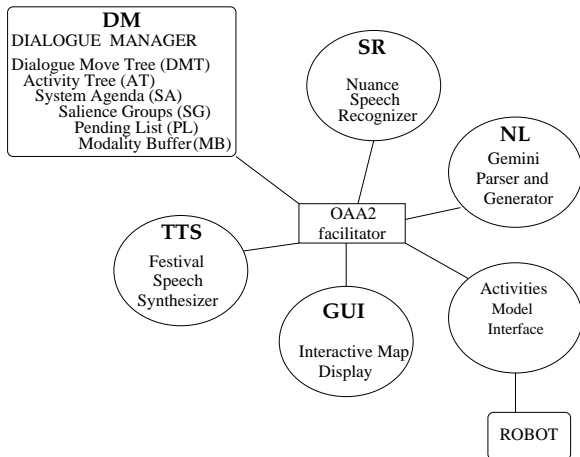 DM
DIALOGUE MANAGER
Dialogue Move Tree (DMT)
Activity Tree (AT)
System Agenda (SA)
Salience Groups (SG)
Pending List (PL)
Modality Buffer (MB)
SR
Nuance
Speech
Recognizer
NL
Gemini
Parser and
Generator
OAA2
facilitator
TTS
Festival
Speech
Synthesizer
GUI
Interactive Map
Display
Activities
Model
Interface
ROBOT